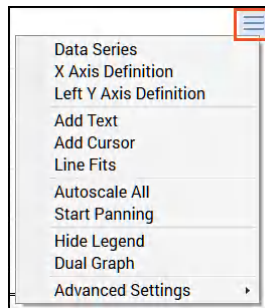 Data Series
X Axis Definition
Left Y Axis Definition
Add Text
Add Cursor
Line Fits
Autoscale All
Start Panning
Hide Legend
Dual Graph
Advanced Settings